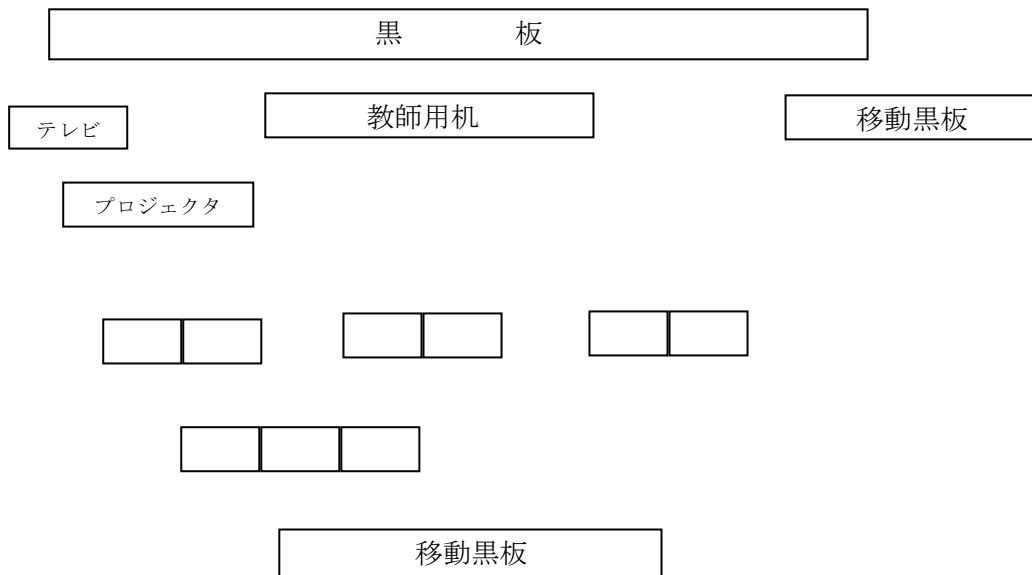 黒　　　板
テレビ
教師用机
移動黒板
プロジェクタ
移動黒板